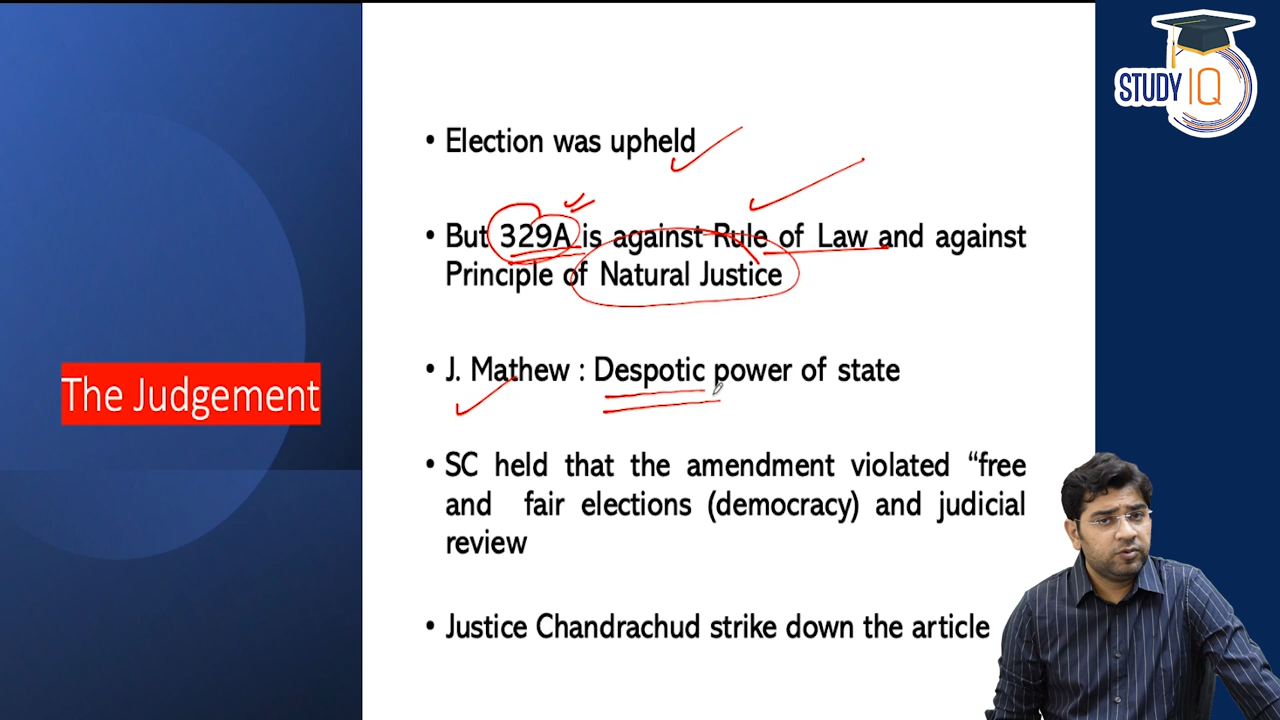 STUDY IQ
• Election was upheld
• But 329A is against Rule of Law and against
Principle of Natural Justice
The Judgement
• J. Mathew : Despotic power of state
• SC held that the amendment violated “free
and fair elections (democracy) and judicial
review
• Justice Chandrachud strike down the article